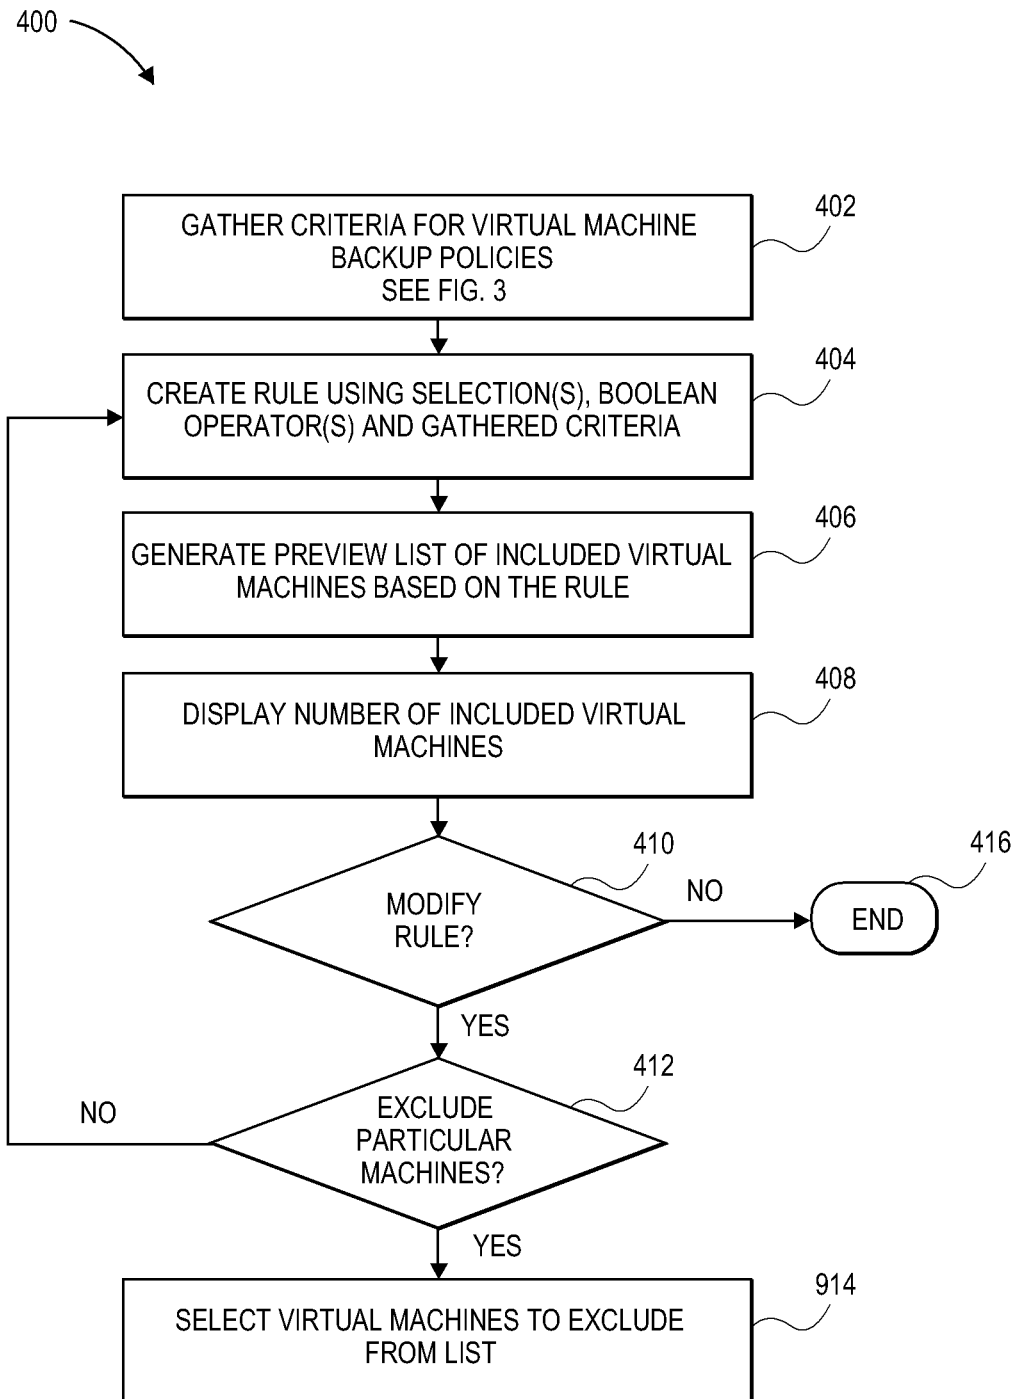 400
402
GATHER CRITERIA FOR VIRTUAL MACHINE
BACKUP POLICIES
SEE FIG. 3
404
CREATE RULE USING SELECTION(S), BOOLEAN
OPERATOR(S) AND GATHERED CRITERIA
406
GENERATE PREVIEW LIST OF INCLUDED VIRTUAL
MACHINES BASED ON THE RULE
408
DISPLAY NUMBER OF INCLUDED VIRTUAL
MACHINES
410
416
MODIFY
RULE?
NO
END
YES
412
NO
EXCLUDE
PARTICULAR
MACHINES?
YES
914
SELECT VIRTUAL MACHINES TO EXCLUDE
FROM LIST